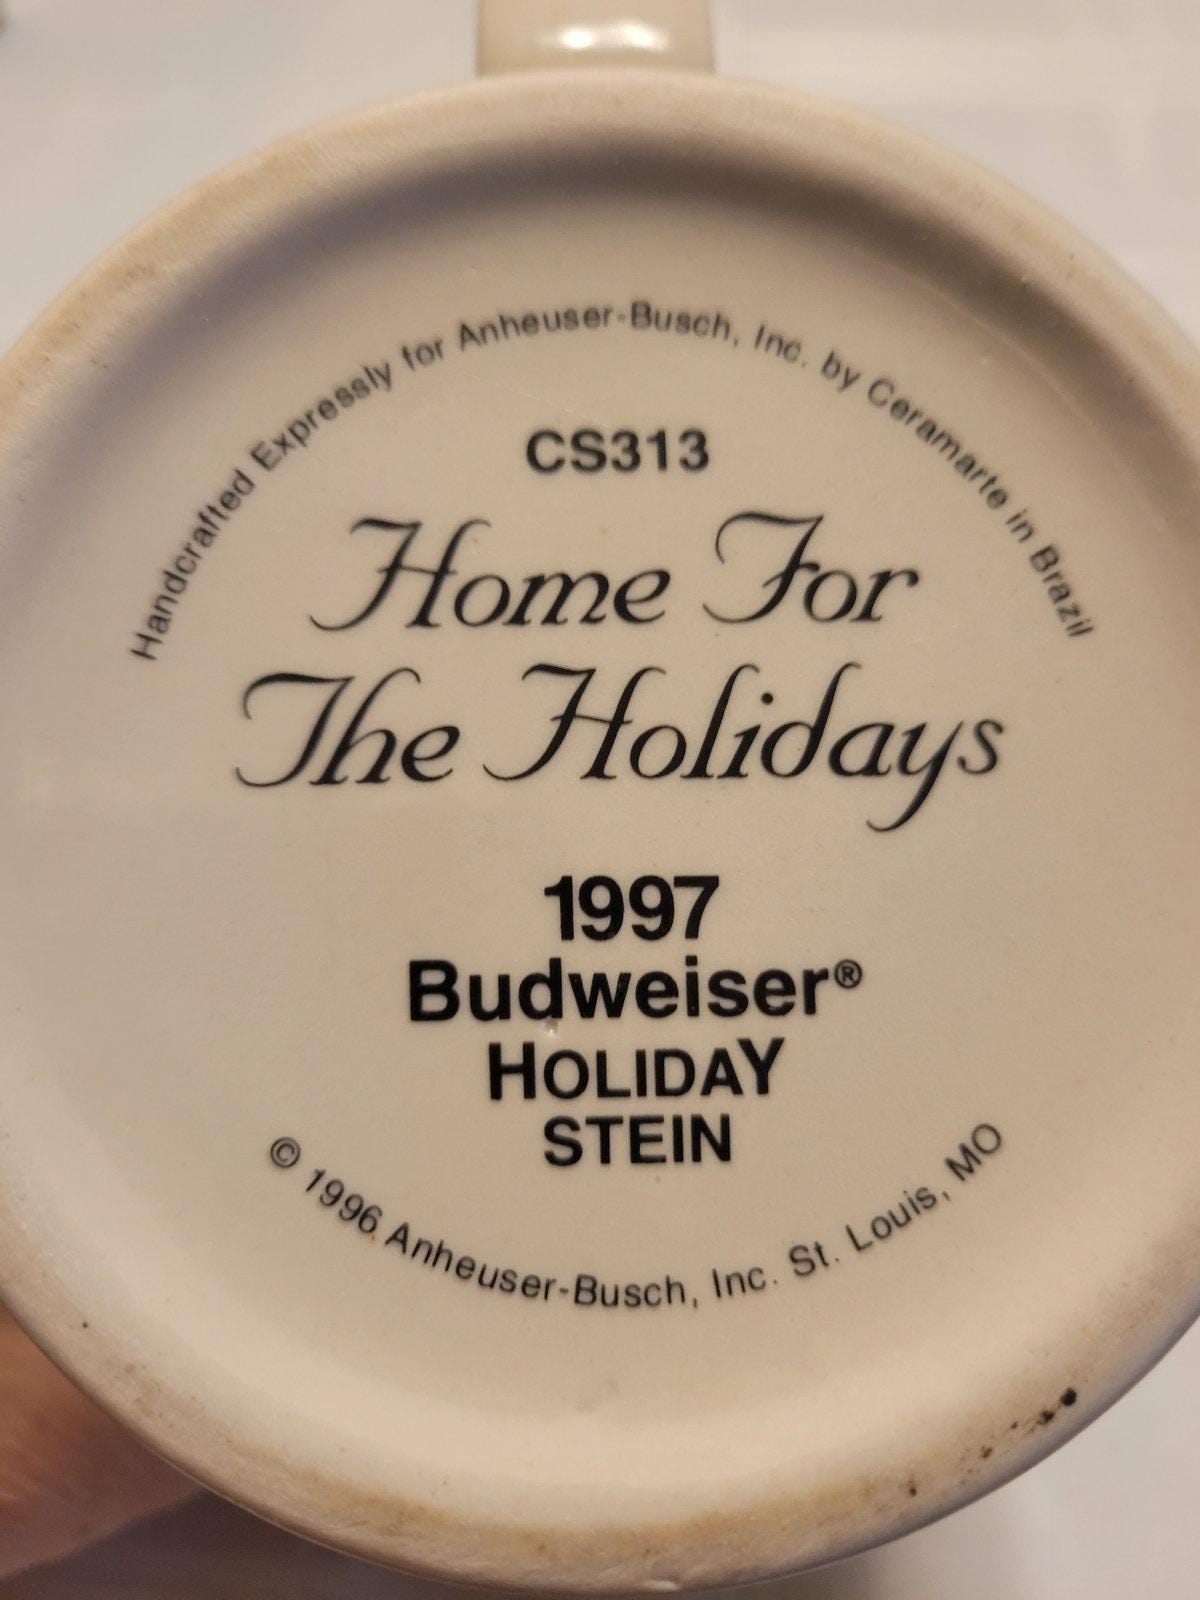 Handcrafted Expressly for Anheuser-Busch, Inc. by Ceramarte in Brazil
CS313
Home For
The Holidays
1997
Budweiser®
HOLIDAY
STEIN
© 1996 Anheuser-Busch, Inc. St. Louis, MO